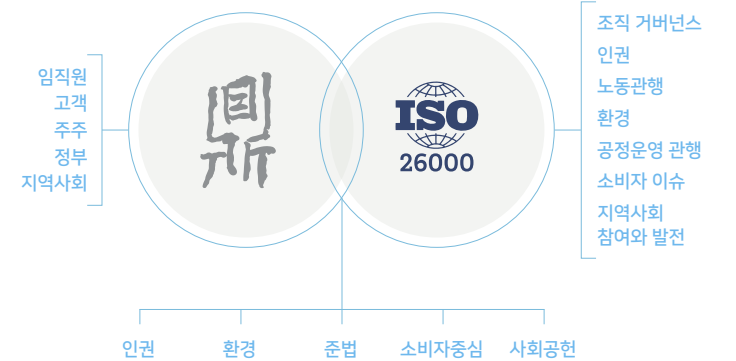 임직원
고객
주주
정부
지역사회
鼎
ISO
26000
조직 거버넌스
인권
노동관행
환경
공정운영 관행
소비자 이슈
지역사회
참여와 발전
인권
환경
준법
소비자중심
사회공헌